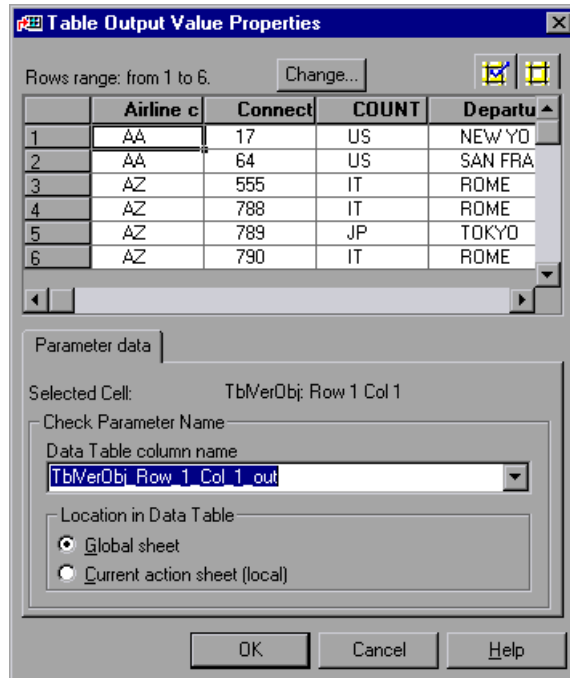 Table Output Value Properties
Rows range: from 1 to 6. Change...
Airline c Connect COUNT Departu
1 AA 17 US NEW YO
2 AA 64 US SAN FRA
3 AZ 555 IT ROME
4 AZ 788 IT ROME
5 AZ 789 JP TOKYO
6 AZ 790 IT ROME
Parameter data
Selected Cell: TblVerObj: Row 1 Col 1
Check Parameter Name
Data Table column name
TblVerObj_Row_1_Col_1_out
Location in Data Table
Global sheet
Current action sheet (local)
OK Cancel Help